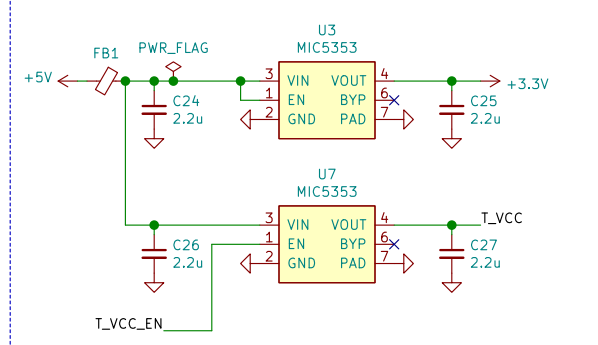 U3
MIC5353
FB1
PWR_FLAG
+5V
3 VIN VOUT 4
+3.3V
1 EN BYP 6
2 GND PAD 7
C24
2.2u
C25
2.2u
U7
MIC5353
3 VIN VOUT 4
T_VCC
1 EN BYP 6
2 GND PAD 7
C26
2.2u
C27
2.2u
T_VCC_EN